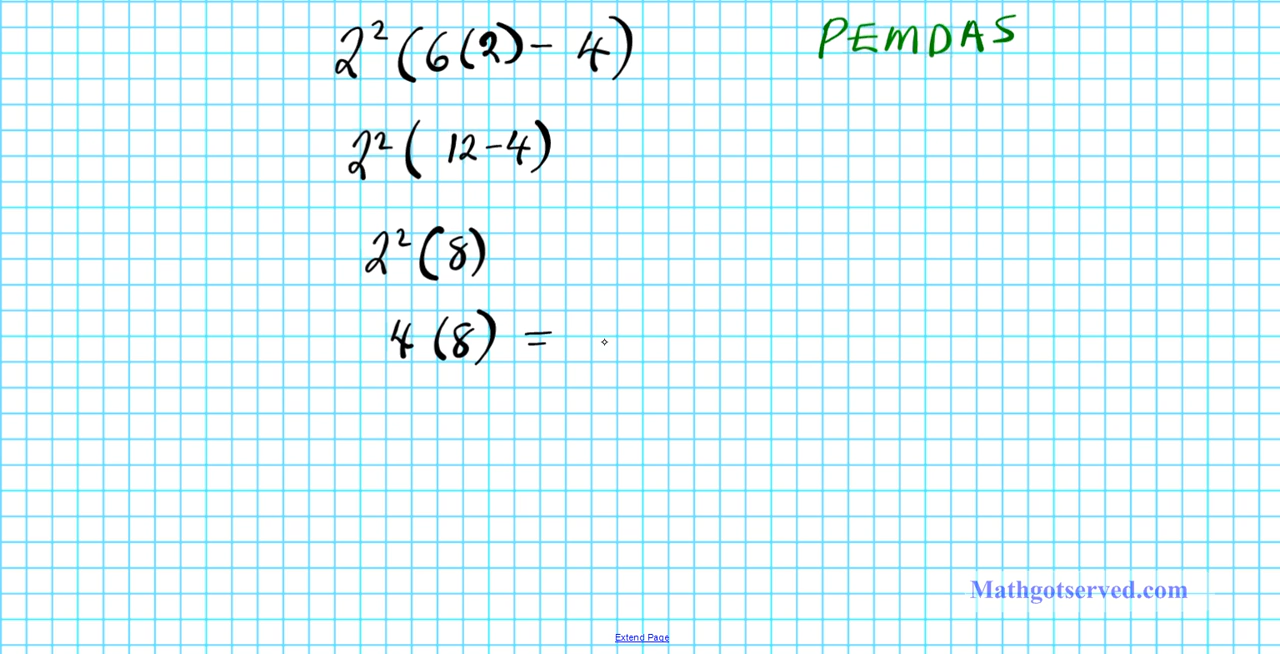 2²(6(2)- 4) PEMDAS
2²( 12-4)
2²(8)
4(8) =
Mathgotserved.com
Extend Page